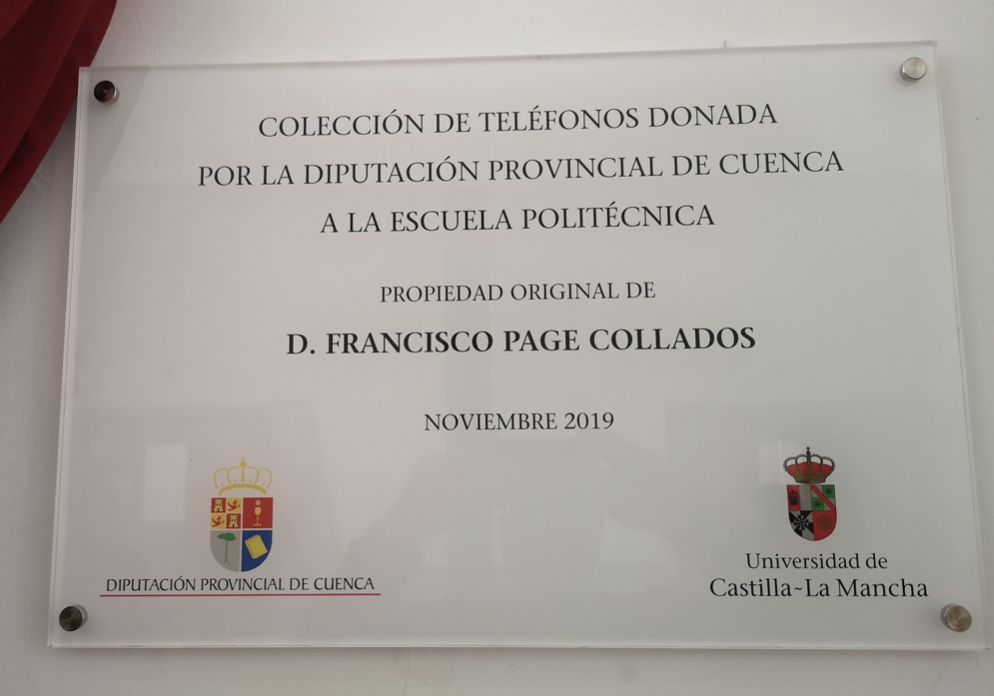 COLECCIÓN DE TELÉFONOS DONADA
POR LA DIPUTACIÓN PROVINCIAL DE CUENCA
A LA ESCUELA POLITÉCNICA
PROPIEDAD ORIGINAL DE
D. FRANCISCO PAGE COLLADOS
NOVIEMBRE 2019
DIPUTACIÓN PROVINCIAL DE CUENCA
Universidad de
Castilla~La Mancha